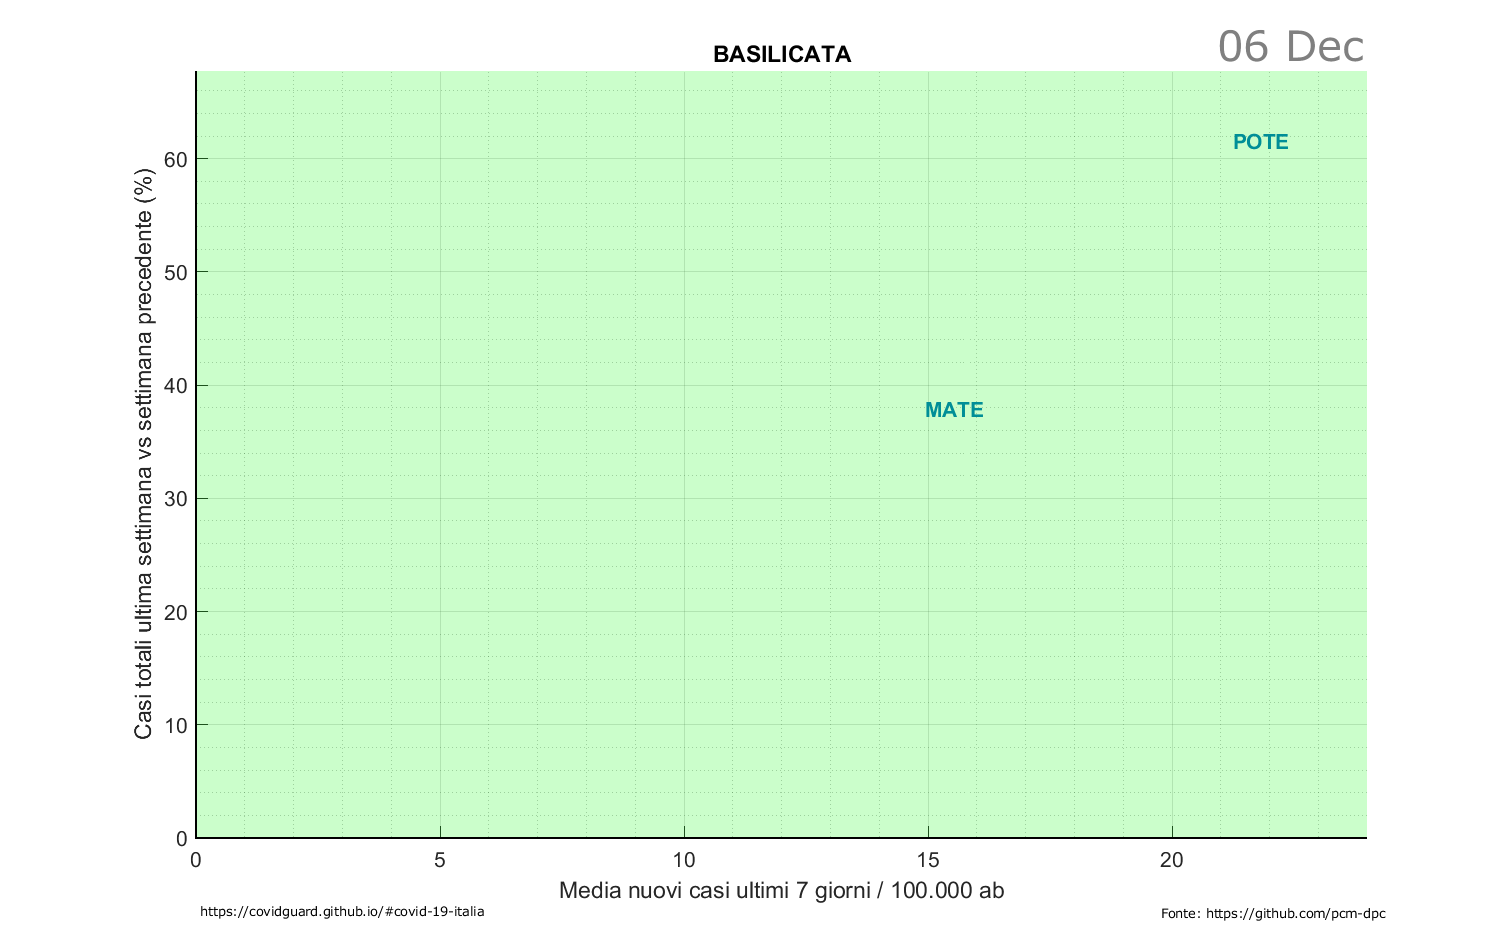 BASILICATA
06 Dec
POTE
MATE
Casi totali ultima settimana vs settimana precedente (%)
60
50
40
30
20
10
0
0 5 10 15 20
Media nuovi casi ultimi 7 giorni / 100.000 ab
https://covidguard.github.io/#covid-19-italia
Fonte: https://github.com/pcm-dpc